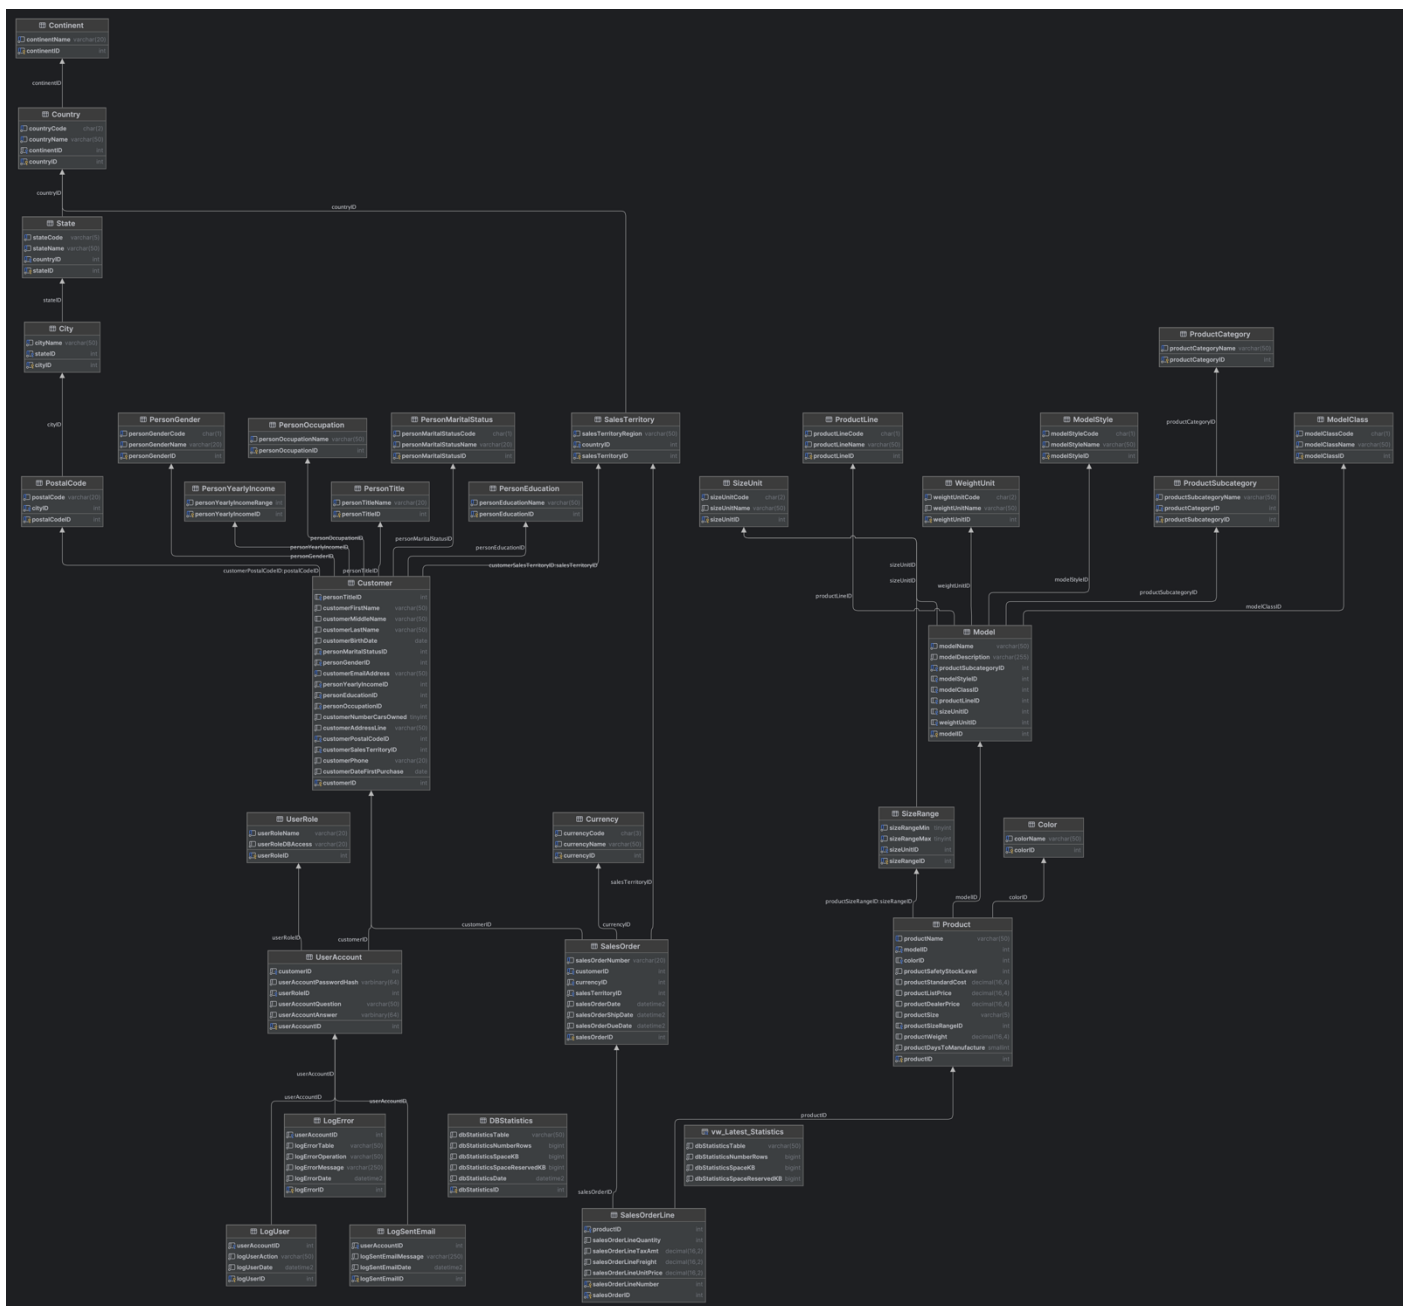 Continent
continentName varchar(20)
continentID int
continentID
Country
countryCode char(2)
countryName varchar(50)
continentID int
countryID int
countryID
countryID
State
stateCode varchar(5)
stateName varchar(50)
countryID int
stateID int
stateID
City
cityName varchar(50)
stateID int
cityID int
cityID
ProductCategory
productCategoryName varchar(50)
productCategoryID int
productCategoryID
PersonGender
personGenderCode char(1)
personGenderName varchar(20)
personGenderID int
PersonOccupation
personOccupationName varchar(50)
personOccupationID int
PersonMaritalStatus
personMaritalStatusCode char(1)
personMaritalStatusName varchar(20)
personMaritalStatusID int
SalesTerritory
salesTerritoryRegion varchar(50)
countryID int
salesTerritoryID int
ProductLine
productLineCode char(1)
productLineName varchar(50)
productLineID int
ModelStyle
modelStyleCode char(1)
modelStyleName varchar(50)
modelStyleID int
ModelClass
modelClassCode char(1)
modelClassName varchar(50)
modelClassID int
PostalCode
postalCode varchar(20)
cityID int
postalCodeID int
PersonYearlyIncome
personYearlyIncomeRange int
personYearlyIncomeID int
PersonTitle
personTitleName varchar(20)
personTitleID int
PersonEducation
personEducationName varchar(50)
personEducationID int
SizeUnit
sizeUnitCode char(2)
sizeUnitName varchar(50)
sizeUnitID int
WeightUnit
weightUnitCode char(2)
weightUnitName varchar(50)
weightUnitID int
ProductSubcategory
productSubcategoryName varchar(50)
productCategoryID int
productSubcategoryID int
personOccupationID
personMaritalStatusID
personYearlyIncomeID
personEducationID
personGenderID
customerPostalCodeID:postalCodeID
personTitleID
customerSalesTerritoryID:salesTerritoryID
sizeUnitID
sizeUnitID
weightUnitID
modelStyleID
productLineID
productSubcategoryID
modelClassID
Customer
personTitleID int
customerFirstName varchar(50)
customerMiddleName varchar(50)
customerLastName varchar(50)
customerBirthDate date
personMaritalStatusID int
personGenderID int
customerEmailAddress varchar(50)
personYearlyIncomeID int
personEducationID int
personOccupationID int
customerNumberCarsOwned tinyint
customerAddressLine varchar(50)
customerPostalCodeID int
customerSalesTerritoryID int
customerPhone varchar(20)
customerDateFirstPurchase date
customerID int
Model
modelName varchar(50)
modelDescription varchar(255)
productSubcategoryID int
modelStyleID int
modelClassID int
productLineID int
sizeUnitID int
weightUnitID int
modelID int
UserRole
userRoleName varchar(20)
userRoleDBAccess varchar(20)
userRoleID int
Currency
currencyCode char(3)
currencyName varchar(50)
currencyID int
SizeRange
sizeRangeMin tinyint
sizeRangeMax tinyint
sizeUnitID int
sizeRangeID int
Color
colorName varchar(50)
colorID int
salesTerritoryID
productSizeRangeID:sizeRangeID
modelID
colorID
userRoleID
customerID
customerID
currencyID
UserAccount
customerID int
userAccountPasswordHash varbinary(64)
userRoleID int
userAccountQuestion varchar(50)
userAccountAnswer varbinary(64)
userAccountID int
SalesOrder
salesOrderNumber varchar(20)
customerID int
currencyID int
salesTerritoryID int
salesOrderDate datetime2
salesOrderShipDate datetime2
salesOrderDueDate datetime2
salesOrderID int
Product
productName varchar(50)
modelID int
colorID int
productSafetyStockLevel int
productStandardCost decimal(16,4)
productListPrice decimal(16,4)
productDealerPrice decimal(16,4)
productSize varchar(5)
productSizeRangeID int
productWeight decimal(16,4)
productDaysToManufacture smallint
productID int
userAccountID
userAccountID
userAccountID
productID
LogError
userAccountID int
logErrorTable varchar(50)
logErrorOperation varchar(50)
logErrorMessage varchar(250)
logErrorDate datetime2
logErrorID int
DBStatistics
dbStatisticsTable varchar(50)
dbStatisticsNumberRows bigint
dbStatisticsSpaceKB bigint
dbStatisticsSpaceReservedKB bigint
dbStatisticsDate datetime2
dbStatisticsID int
vw_Latest_Statistics
dbStatisticsTable varchar(50)
dbStatisticsNumberRows bigint
dbStatisticsSpaceKB bigint
dbStatisticsSpaceReservedKB bigint
salesOrderID
LogUser
userAccountID int
logUserAction varchar(50)
logUserDate datetime2
logUserID int
LogSentEmail
userAccountID int
logSentEmailMessage varchar(250)
logSentEmailDate datetime2
logSentEmailID int
SalesOrderLine
productID int
salesOrderLineQuantity int
salesOrderLineTaxAmt decimal(16,2)
salesOrderLineFreight decimal(16,2)
salesOrderLineUnitPrice decimal(16,2)
salesOrderLineNumber int
salesOrderID int